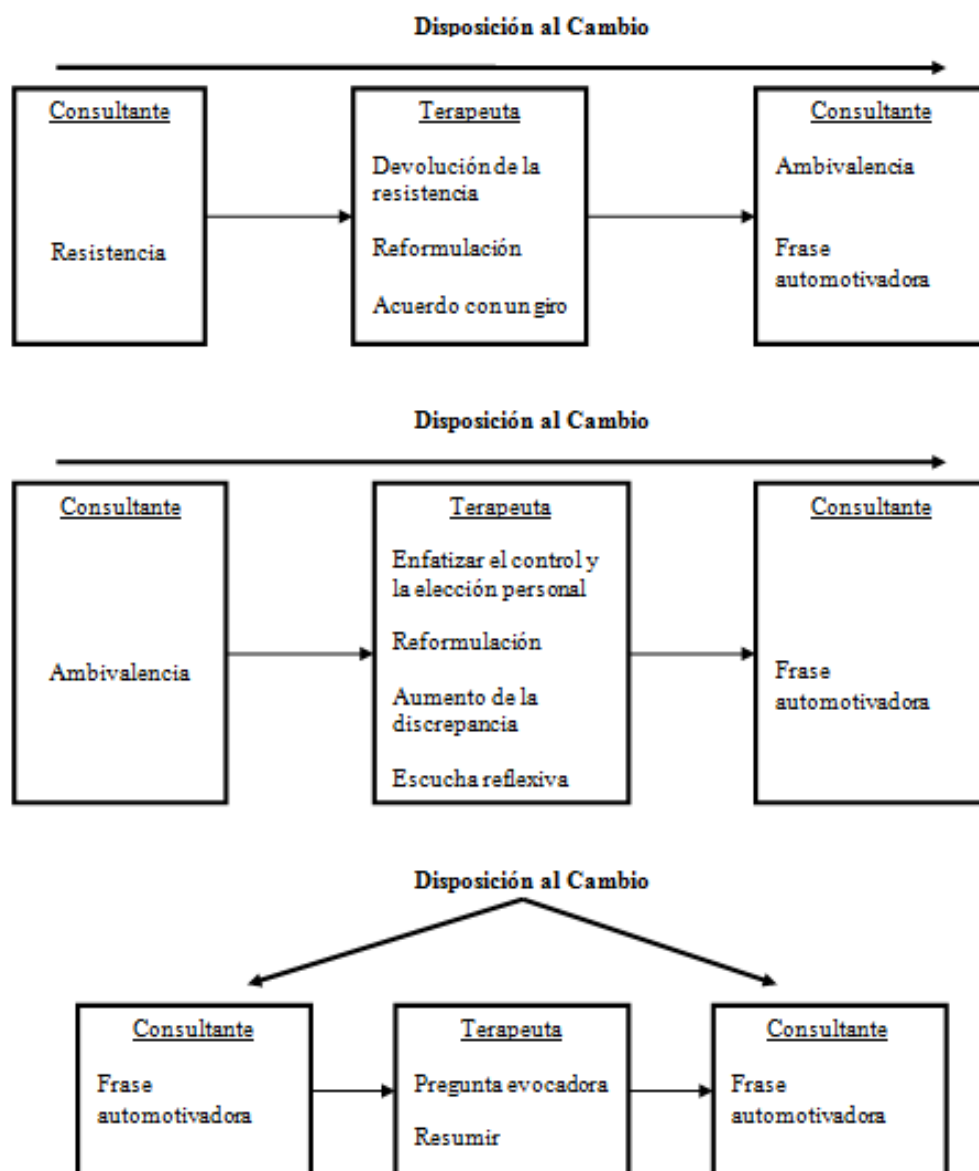 Disposición al Cambio
Consultante
Resistencia
Terapeuta
Devolución de la
resistencia
Reformulación
Acuerdo con un giro
Consultante
Ambivalencia
Frase
automotivadora
Disposición al Cambio
Consultante
Ambivalencia
Terapeuta
Enfatizar el control y
la elección personal
Reformulación
Aumento de la
discrepancia
Escucha reflexiva
Consultante
Frase
automotivadora
Disposición al Cambio
Consultante
Frase
automotivadora
Terapeuta
Pregunta evocadora
Resumir
Consultante
Frase
automotivadora